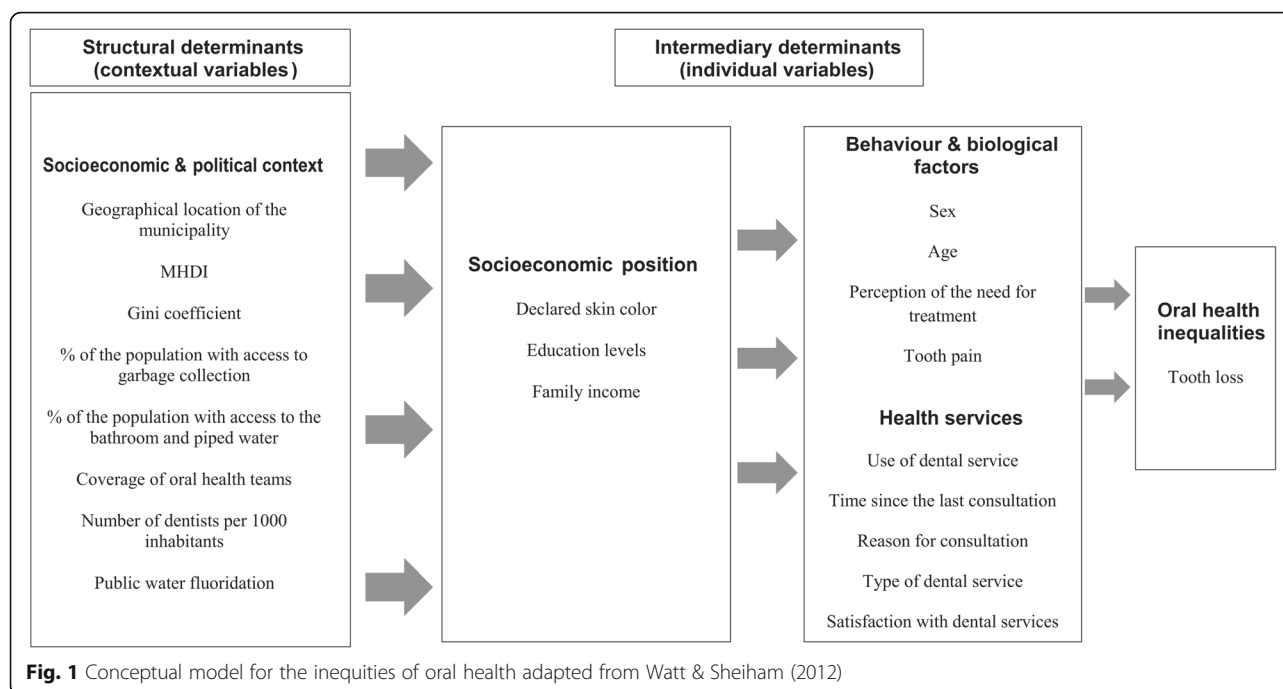 Structural determinants
(contextual variables)
Intermediary determinants
(individual variables)
Socioeconomic & political context
Geographical location of the
municipality
MHDI
Gini coefficient
% of the population with access to
garbage collection
% of the population with access to the
bathroom and piped water
Coverage of oral health teams
Number of dentists per 1000
inhabitants
Public water fluoridation
Socioeconomic position
Declared skin color
Education levels
Family income
Behaviour & biological
factors
Sex
Age
Perception of the need for
treatment
Tooth pain
Health services
Use of dental service
Time since the last consultation
Reason for consultation
Type of dental service
Satisfaction with dental services
Oral health
inequalities
Tooth loss
Fig. 1 Conceptual model for the inequities of oral health adapted from Watt & Sheiham (2012)